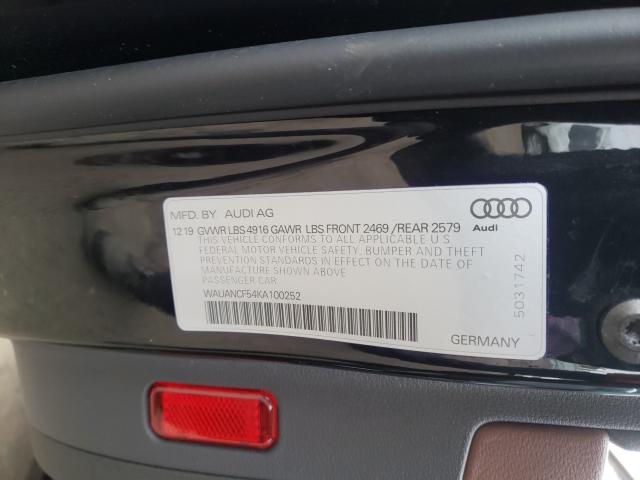 MFD. BY AUDI AG
Audi
12 19 GVWR LBS 4916 GAWR LBS FRONT 2469 / REAR 2579
THIS VEHICLE CONFORMS TO ALL APPLICABLE U.S
FEDERAL MOTOR VEHICLE SAFETY, BUMPER AND THEFT
PREVENTION STANDARDS IN EFFECT ON THE DATE OF
MANUFACTURE SHOWN ABOVE
PASSENGER CAR
WAUANCF54KA100252
5031742
GERMANY